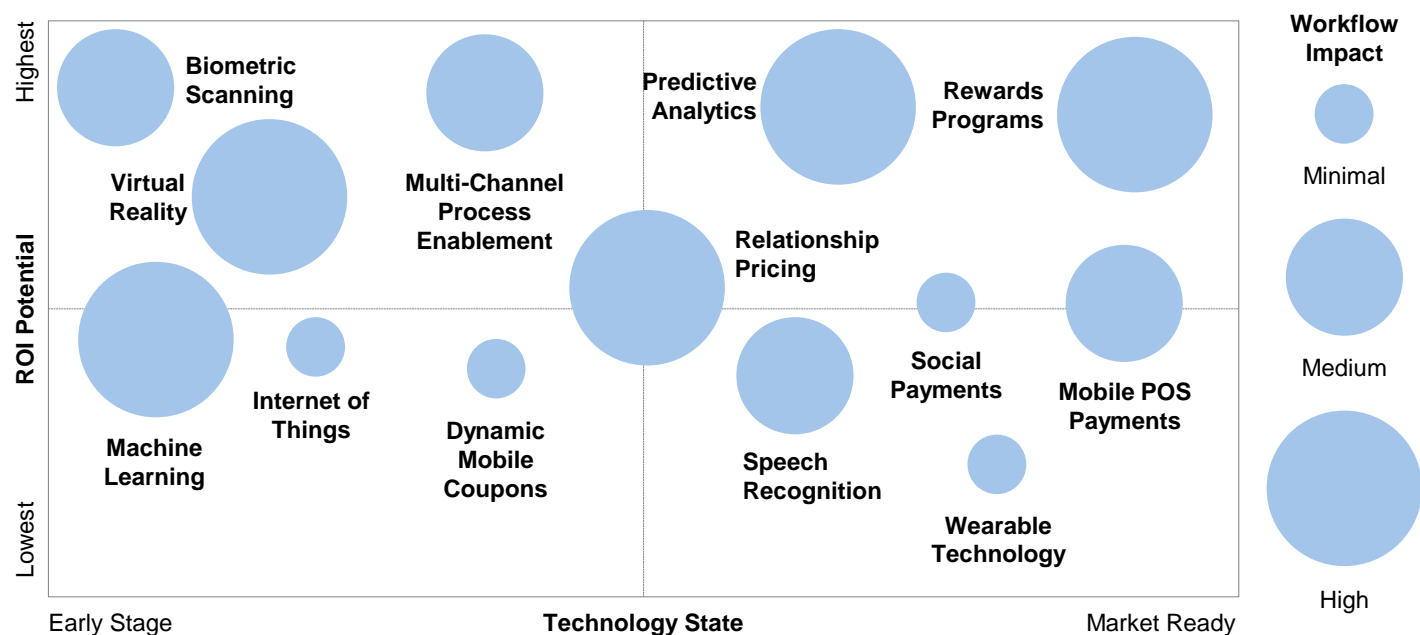 Highest
ROI Potential
Lowest
Biometric
Scanning
Virtual
Reality
Multi-Channel
Process
Enablement
Predictive
Analytics
Rewards
Programs
Relationship
Pricing
Machine
Learning
Internet of
Things
Dynamic
Mobile
Coupons
Speech
Recognition
Social
Payments
Mobile POS
Payments
Wearable
Technology
Early Stage
Technology State
Market Ready
Workflow
Impact
Minimal
Medium
High